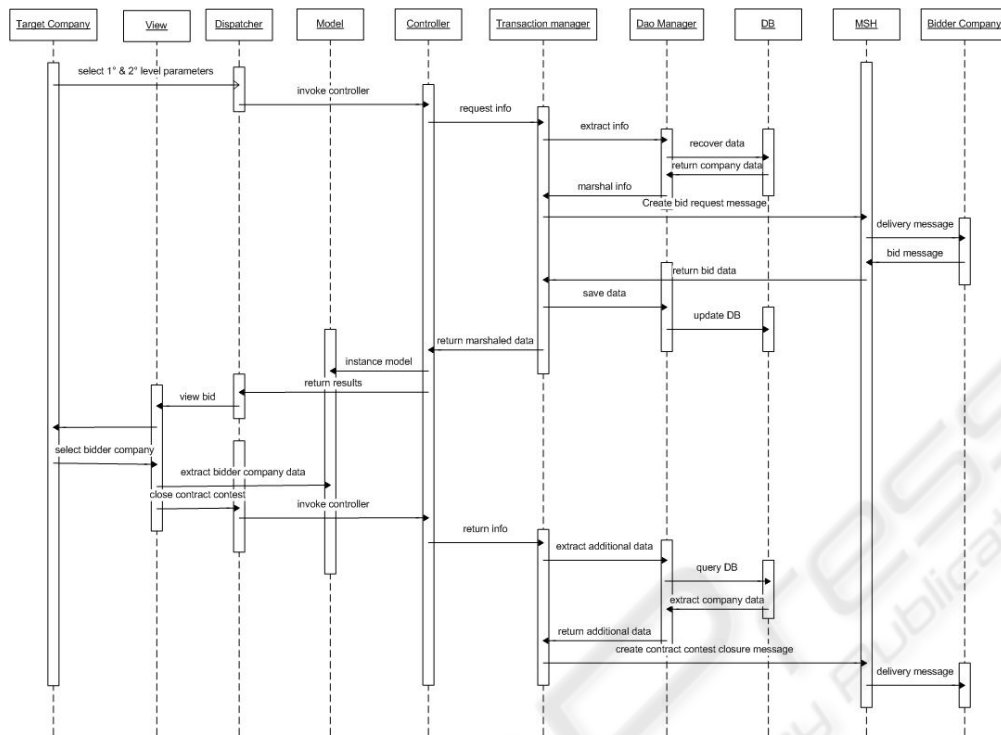 Target Company
View
Dispatcher
Model
Controller
Transaction manager
Dao Manager
DB
MSH
Bidder Company
select 1° & 2° level parameters
invoke controller
request info
extract info
recover data
return company data
marshal info
Create bid request message
delivery message
bid message
return bid data
save data
update DB
return marshaled data
instance model
return results
view bid
select bidder company
extract bidder company data
close contract contest
invoke controller
return info
extract additional data
query DB
extract company data
return additional data
create contract contest closure message
delivery message